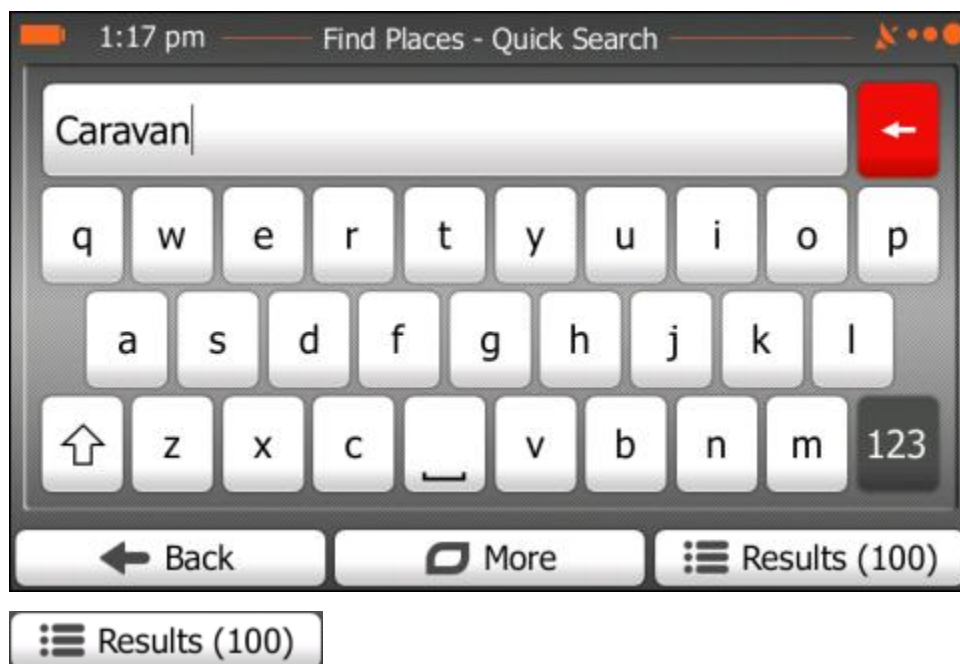 1:17 pm Find Places - Quick Search
Caravan
q w e r t y u i o p
a s d f g h j k l
z x c v b n m 123
Back More Results (100)
Results (100)